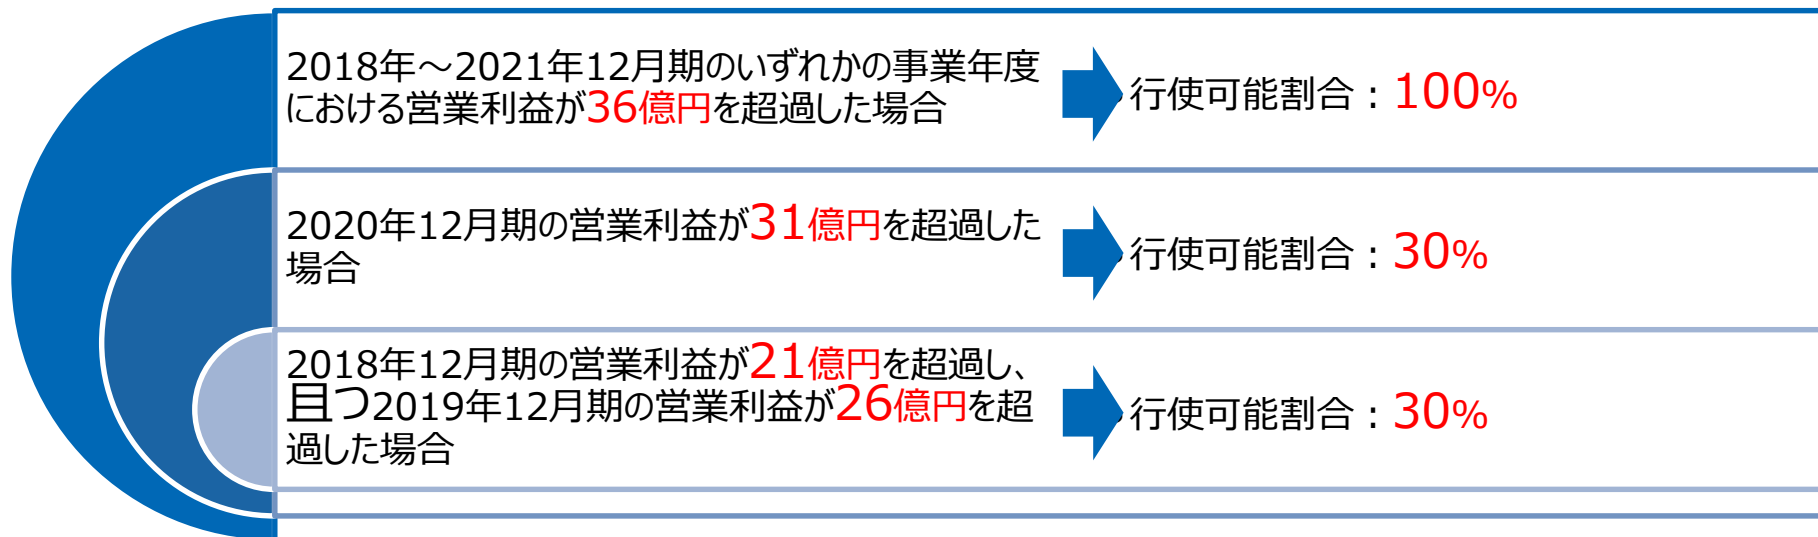 2018年～2021年12月期のいずれかの事業年度
における営業利益が36億円を超過した場合
行使可能割合：100%
2020年12月期の営業利益が31億円を超過した
場合
行使可能割合：30%
2018年12月期の営業利益が21億円を超過し、
且つ2019年12月期の営業利益が26億円を超
過した場合
行使可能割合：30%